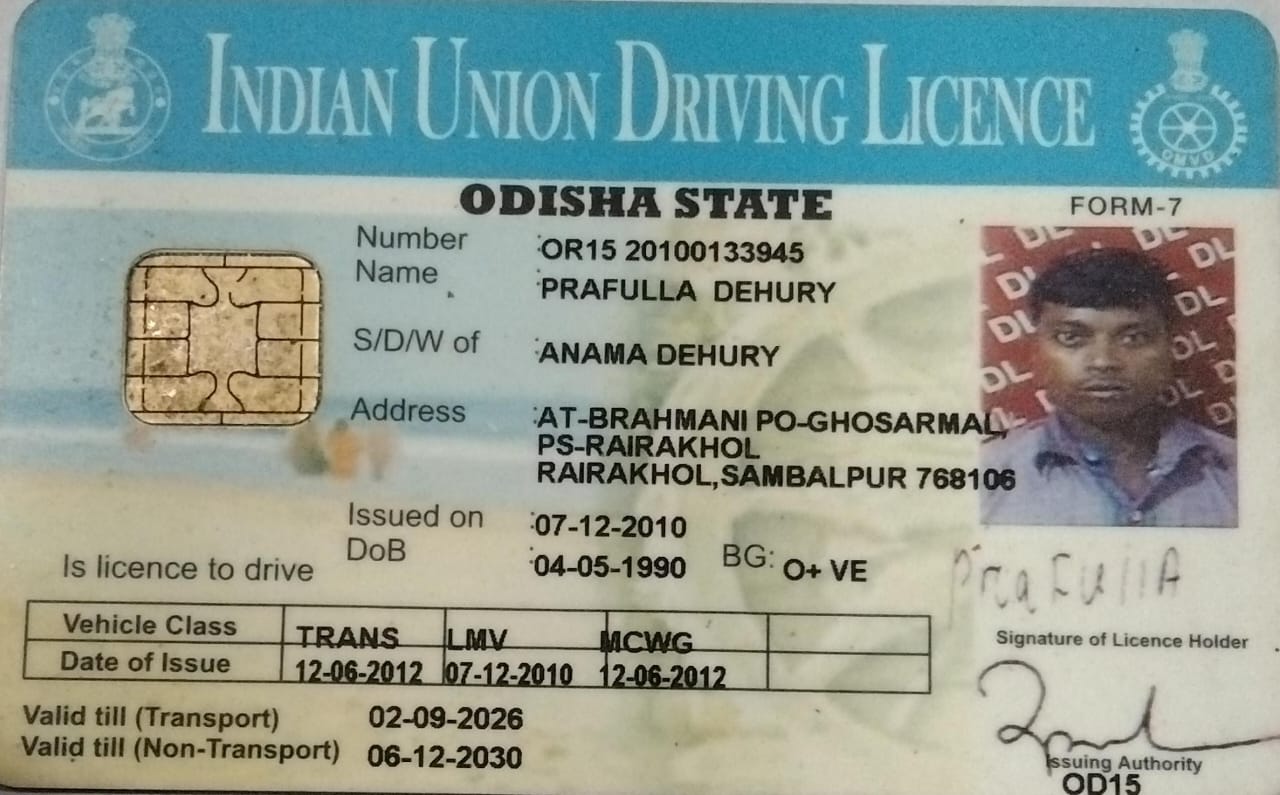 INDIAN UNION DRIVING LICENCE
OMVD
ODISHA STATE
FORM-7
Number :OR15 20100133945
Name :PRAFULLA DEHURY
S/D/W of :ANAMA DEHURY
Address :AT-BRAHMANI PO-GHOSARMAL,
PS-RAIRAKHOL
RAIRAKHOL,SAMBALPUR 768106
Issued on :07-12-2010
DoB :04-05-1990 BG: O+ VE
Is licence to drive
PraFullA
Signature of Licence Holder
Vehicle Class TRANS LMV MCWG
Date of Issue 12-06-2012 07-12-2010 12-06-2012
Valid till (Transport) 02-09-2026
Valid till (Non-Transport) 06-12-2030
Issuing Authority
OD15